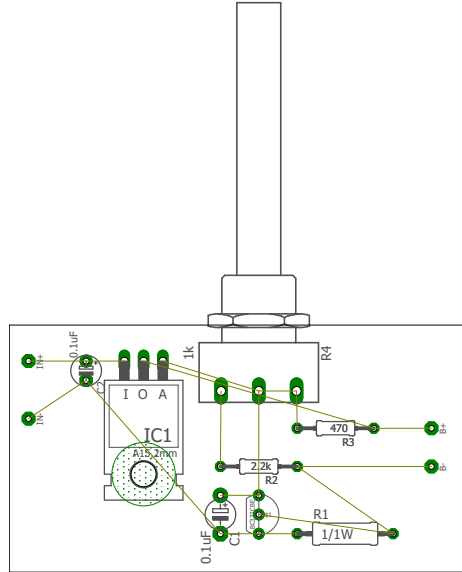 1k
R4
0.1uF
IN+
IN-
I O A
IC1
A15,2mm
470
R3
B+
B-
2.2k
R2
0.1uF
C1
R1
1/1W